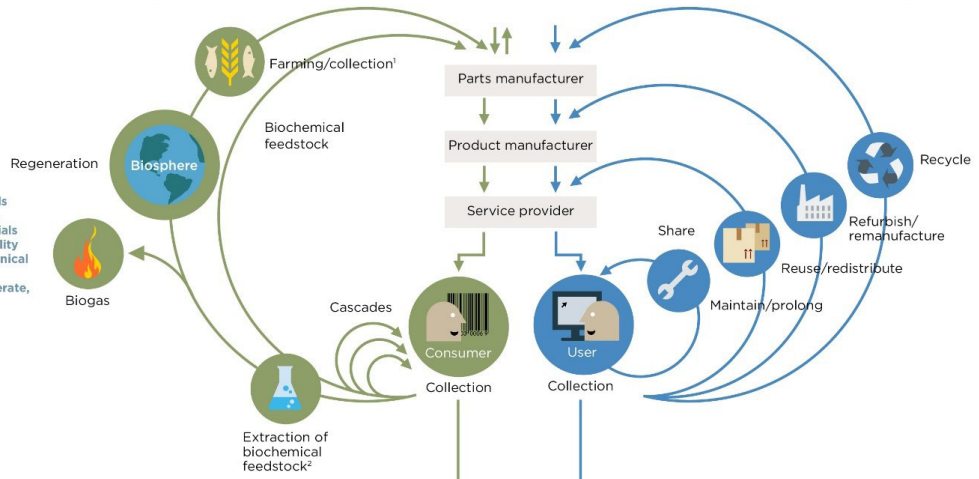 Farming/collection¹
Parts manufacturer
Biochemical
feedstock
Product manufacturer
Regeneration
Biosphere
Recycle
Service provider
Refurbish/
remanufacture
Share
Reuse/redistribute
Biogas
Cascades
Maintain/prolong
Consumer
User
Collection
Collection
Extraction of
biochemical
feedstock²